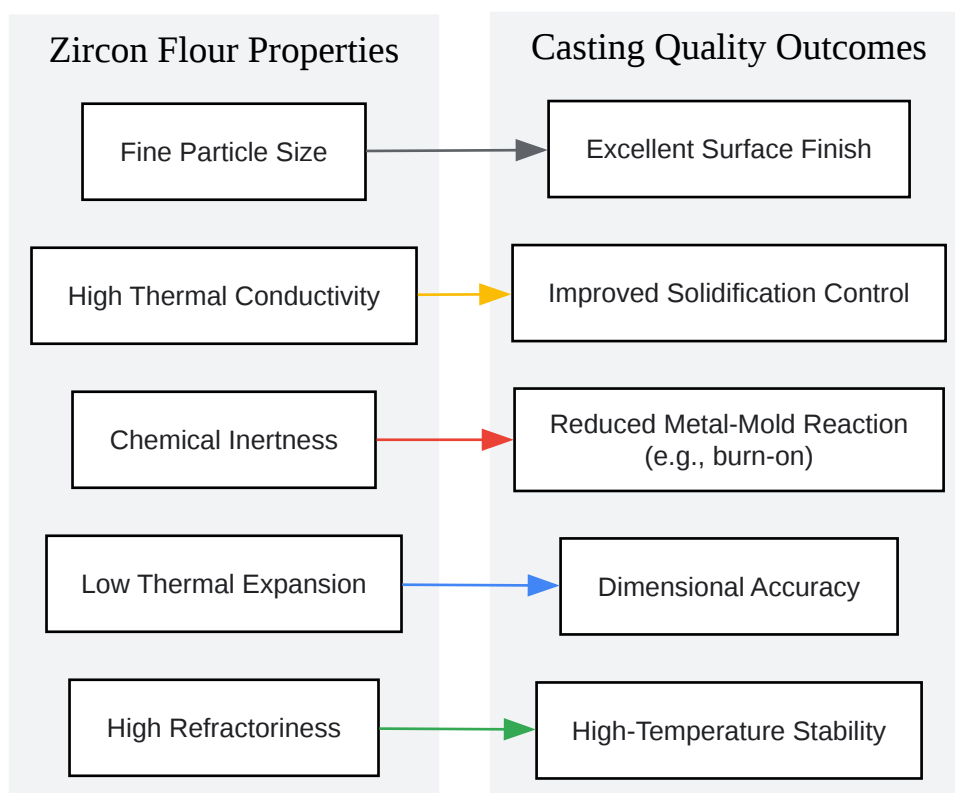 Zircon Flour Properties
Casting Quality Outcomes
Fine Particle Size
Excellent Surface Finish
High Thermal Conductivity
Improved Solidification Control
Chemical Inertness
Reduced Metal-Mold Reaction
(e.g., burn-on)
Low Thermal Expansion
Dimensional Accuracy
High Refractoriness
High-Temperature Stability